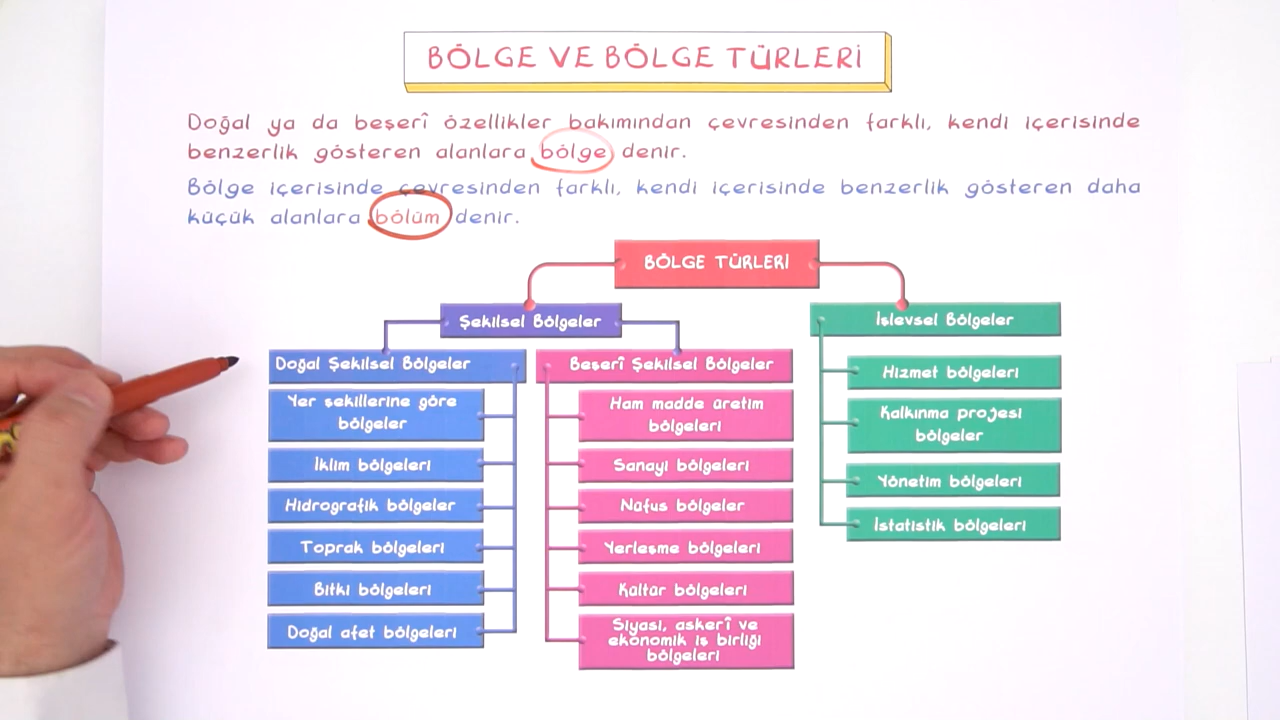 BÖLGE VE BÖLGE TÜRLERİ
Doğal ya da beşerî özellikler bakımından çevresinden farklı, kendi içerisinde
benzerlik gösteren alanlara bölge denir.
Bölge içerisinde çevresinden farklı, kendi içerisinde benzerlik gösteren daha
küçük alanlara bölüm denir.
BÖLGE TÜRLERİ
Şekilsel Bölgeler
Doğal Şekilsel Bölgeler
Yer şekillerine göre
bölgeler
İklim bölgeleri
Hidrografik bölgeler
Toprak bölgeleri
Bitki bölgeleri
Doğal afet bölgeleri
Beşerî Şekilsel Bölgeler
Ham madde üretim
bölgeleri
Sanayi bölgeleri
Nüfus bölgeler
Yerleşme bölgeleri
Kültür bölgeleri
Siyasi, askerî ve
ekonomik iş birliği
bölgeleri
İşlevsel Bölgeler
Hizmet bölgeleri
Kalkınma projesi
bölgeler
Yönetim bölgeleri
İstatistik bölgeleri